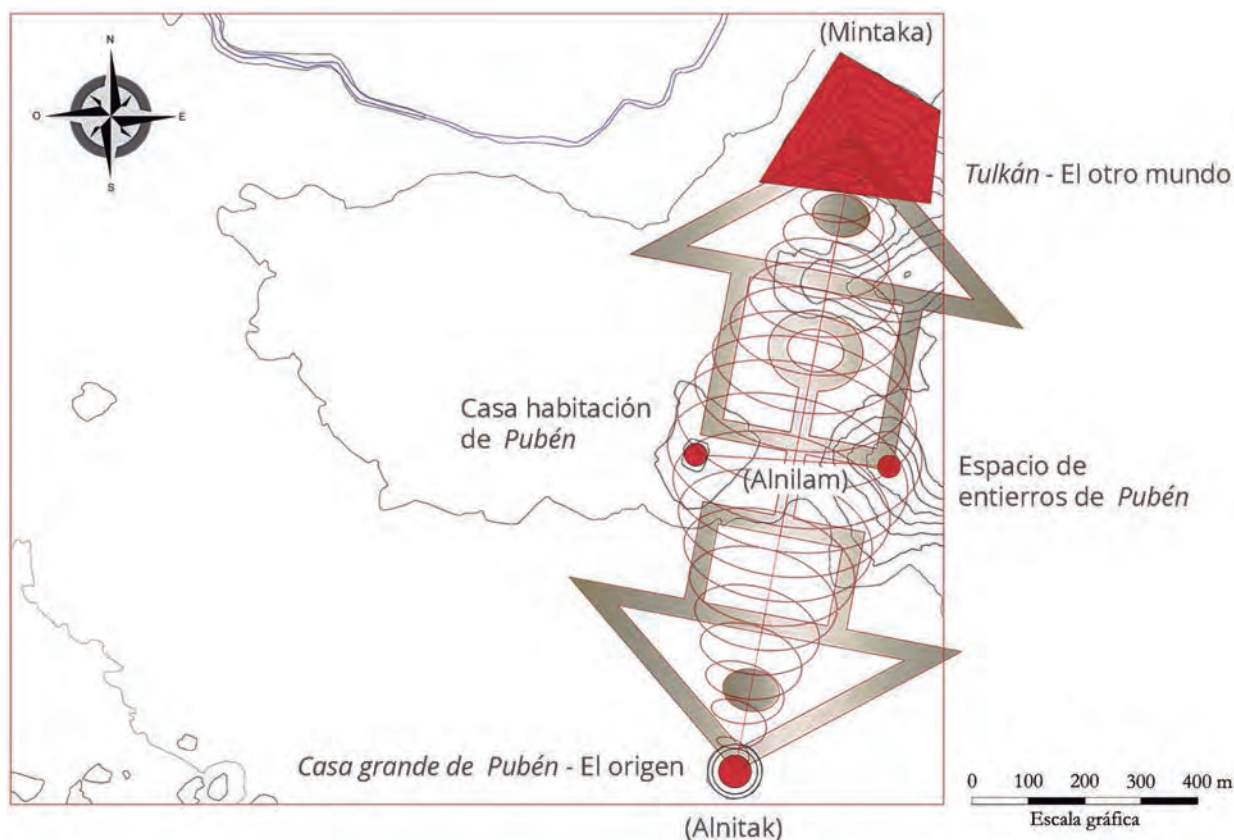 (Mintaka)
N
O
E
S
Tulkán - El otro mundo
Casa habitación
de Pubén
(Alnilam)
Espacio de
entierros de Pubén
Casa grande de Pubén - El origen
(Alnitak)
0 100 200 300 400 m
Escala gráfica